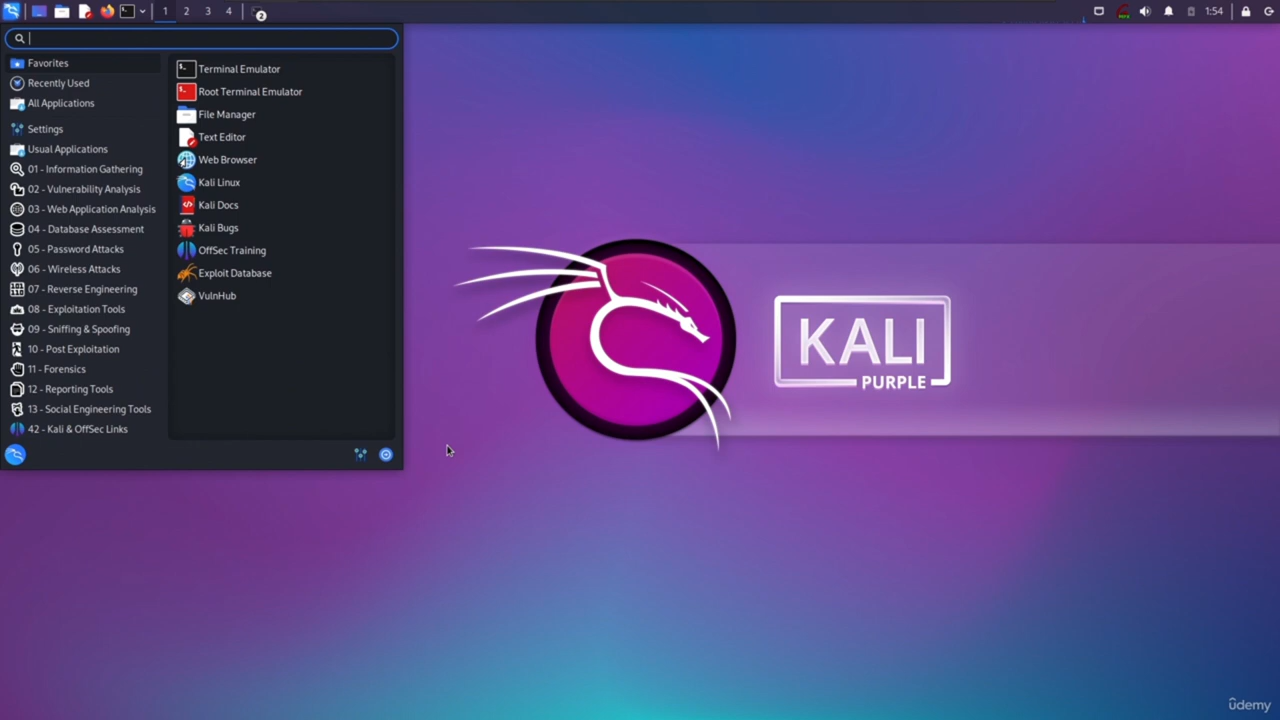 1 2 3 4 2 1:54
Favorites
Recently Used
All Applications
Settings
Usual Applications
01 - Information Gathering
02 - Vulnerability Analysis
03 - Web Application Analysis
04 - Database Assessment
05 - Password Attacks
06 - Wireless Attacks
07 - Reverse Engineering
08 - Exploitation Tools
09 - Sniffing & Spoofing
10 - Post Exploitation
11 - Forensics
12 - Reporting Tools
13 - Social Engineering Tools
42 - Kali & OffSec Links
Terminal Emulator
Root Terminal Emulator
File Manager
Text Editor
Web Browser
Kali Linux
Kali Docs
Kali Bugs
OffSec Training
Exploit Database
VulnHub
KALI
PURPLE
ûdemy